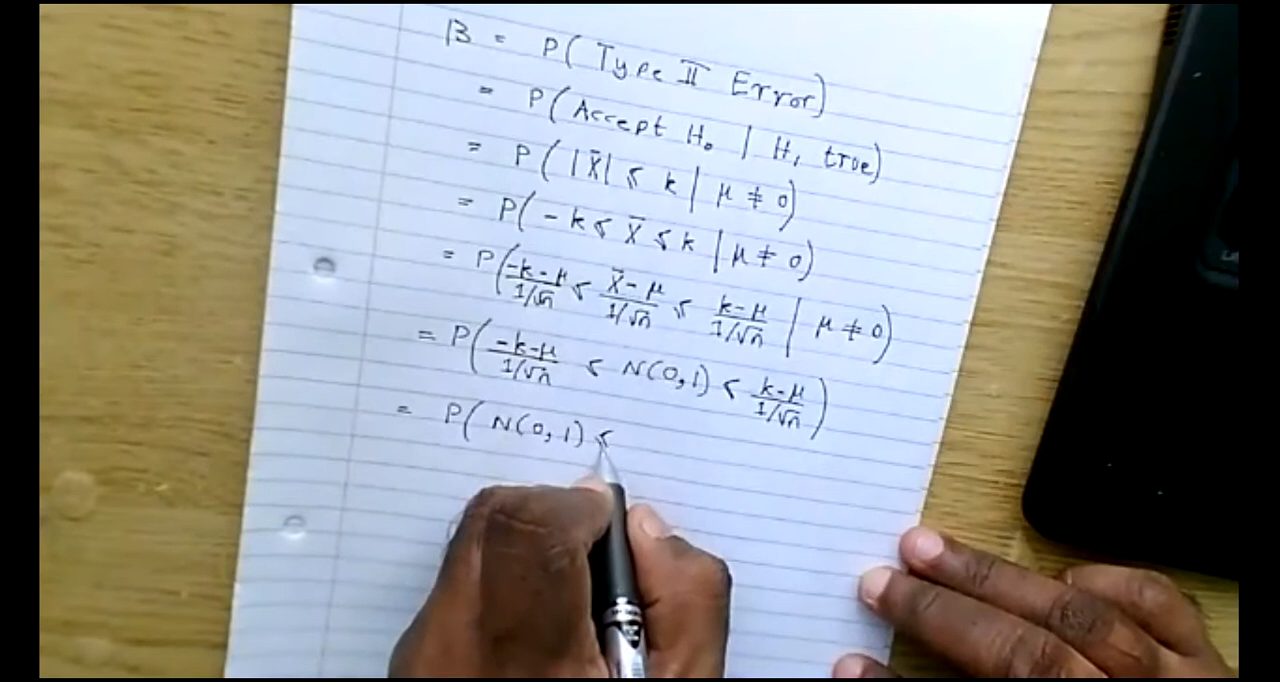 β = P(Type II Error)
= P(Accept H₀ | H₁ true)
= P(|X̄| ≤ k | μ ≠ 0)
= P(-k ≤ X̄ ≤ k | μ ≠ 0)
= P((-k-μ)/(1/√n) ≤ (X̄-μ)/(1/√n) ≤ (k-μ)/(1/√n) | μ ≠ 0)
= P((-k-μ)/(1/√n) ≤ N(0,1) ≤ (k-μ)/(1/√n))
= P(N(0,1) ≤